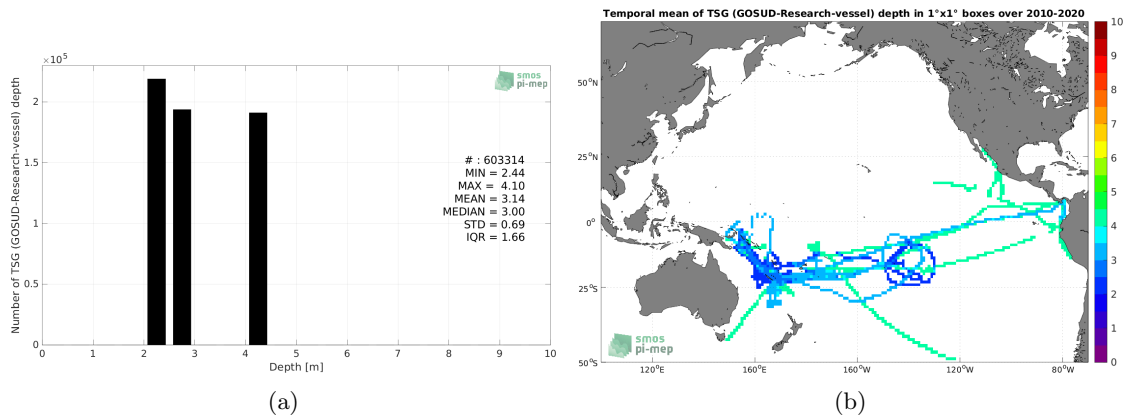 ×10^5
2
1.5
1
0.5
0
Number of TSG (GOSUD-Research-vessel) depth
smos
pi-mep
# : 603314
MIN = 2.44
MAX = 4.10
MEAN = 3.14
MEDIAN = 3.00
STD = 0.69
IQR = 1.66
0 1 2 3 4 5 6 7 8 9 10
Depth [m]
(a)
Temporal mean of TSG (GOSUD-Research-vessel) depth in 1°x1° boxes over 2010-2020
50°N
25°N
0°
25°S
50°S
120°E 160°E 160°W 120°W 80°W
smos
pi-mep
10
9
8
7
6
5
4
3
2
1
0
(b)